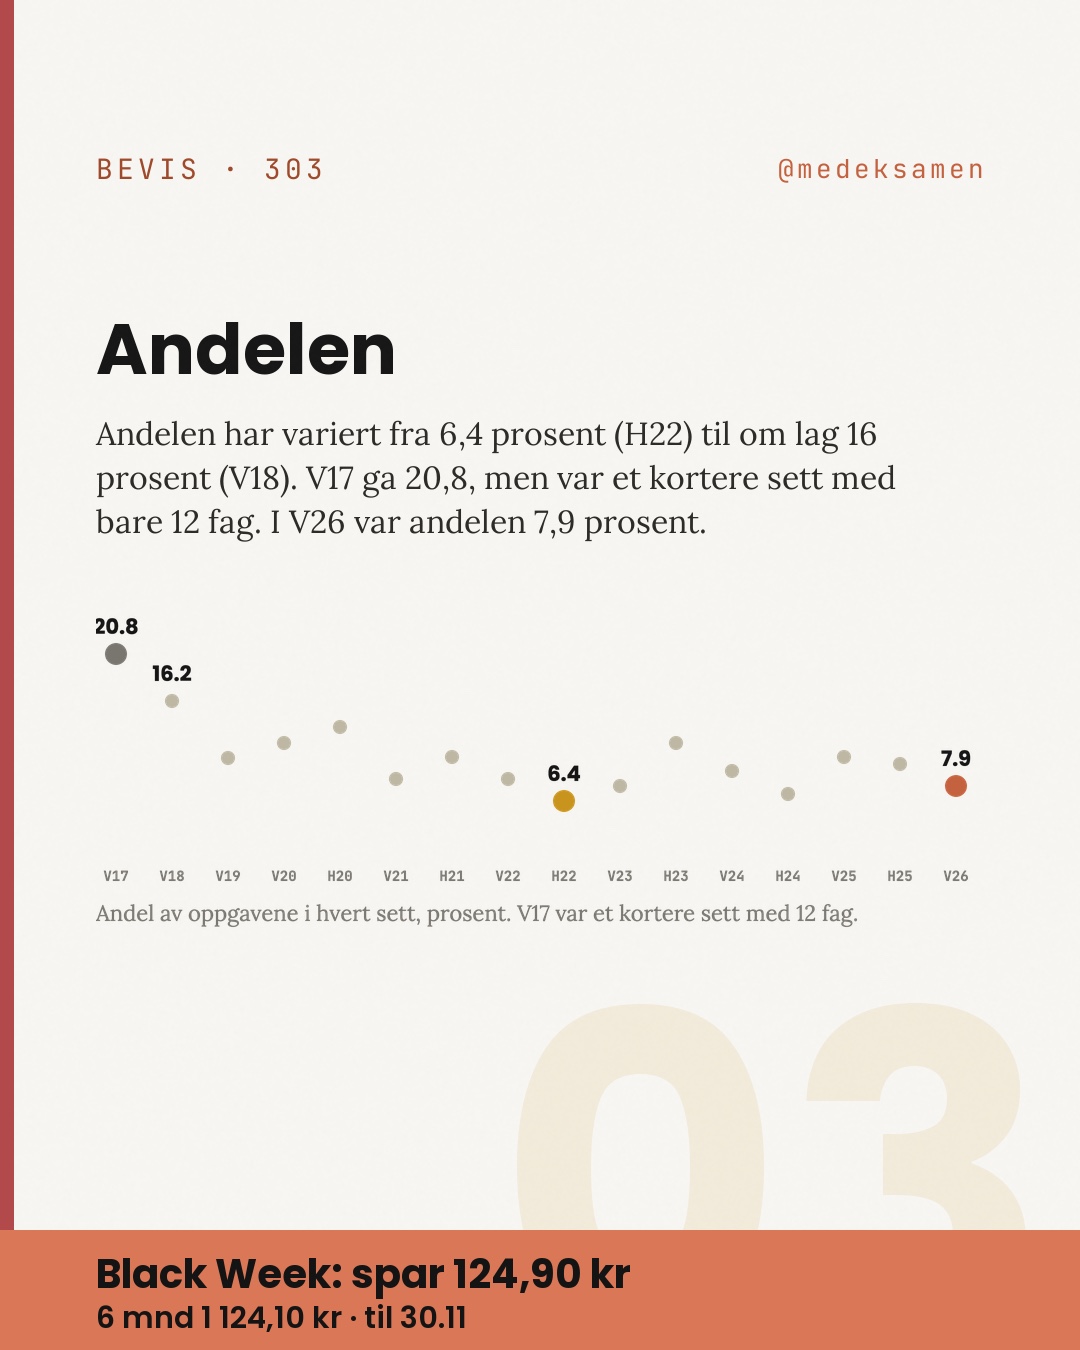 BEVIS · 303
@medeksamen
Andelen
Andelen har variert fra 6,4 prosent (H22) til om lag 16
prosent (V18). V17 ga 20,8, men var et kortere sett med
bare 12 fag. I V26 var andelen 7,9 prosent.
20.8
16.2
6.4
7.9
V17 V18 V19 V20 H20 V21 H21 V22 H22 V23 H23 V24 H24 V25 H25 V26
Andel av oppgavene i hvert sett, prosent. V17 var et kortere sett med 12 fag.
03
Black Week: spar 124,90 kr
6 mnd 1 124,10 kr · til 30.11